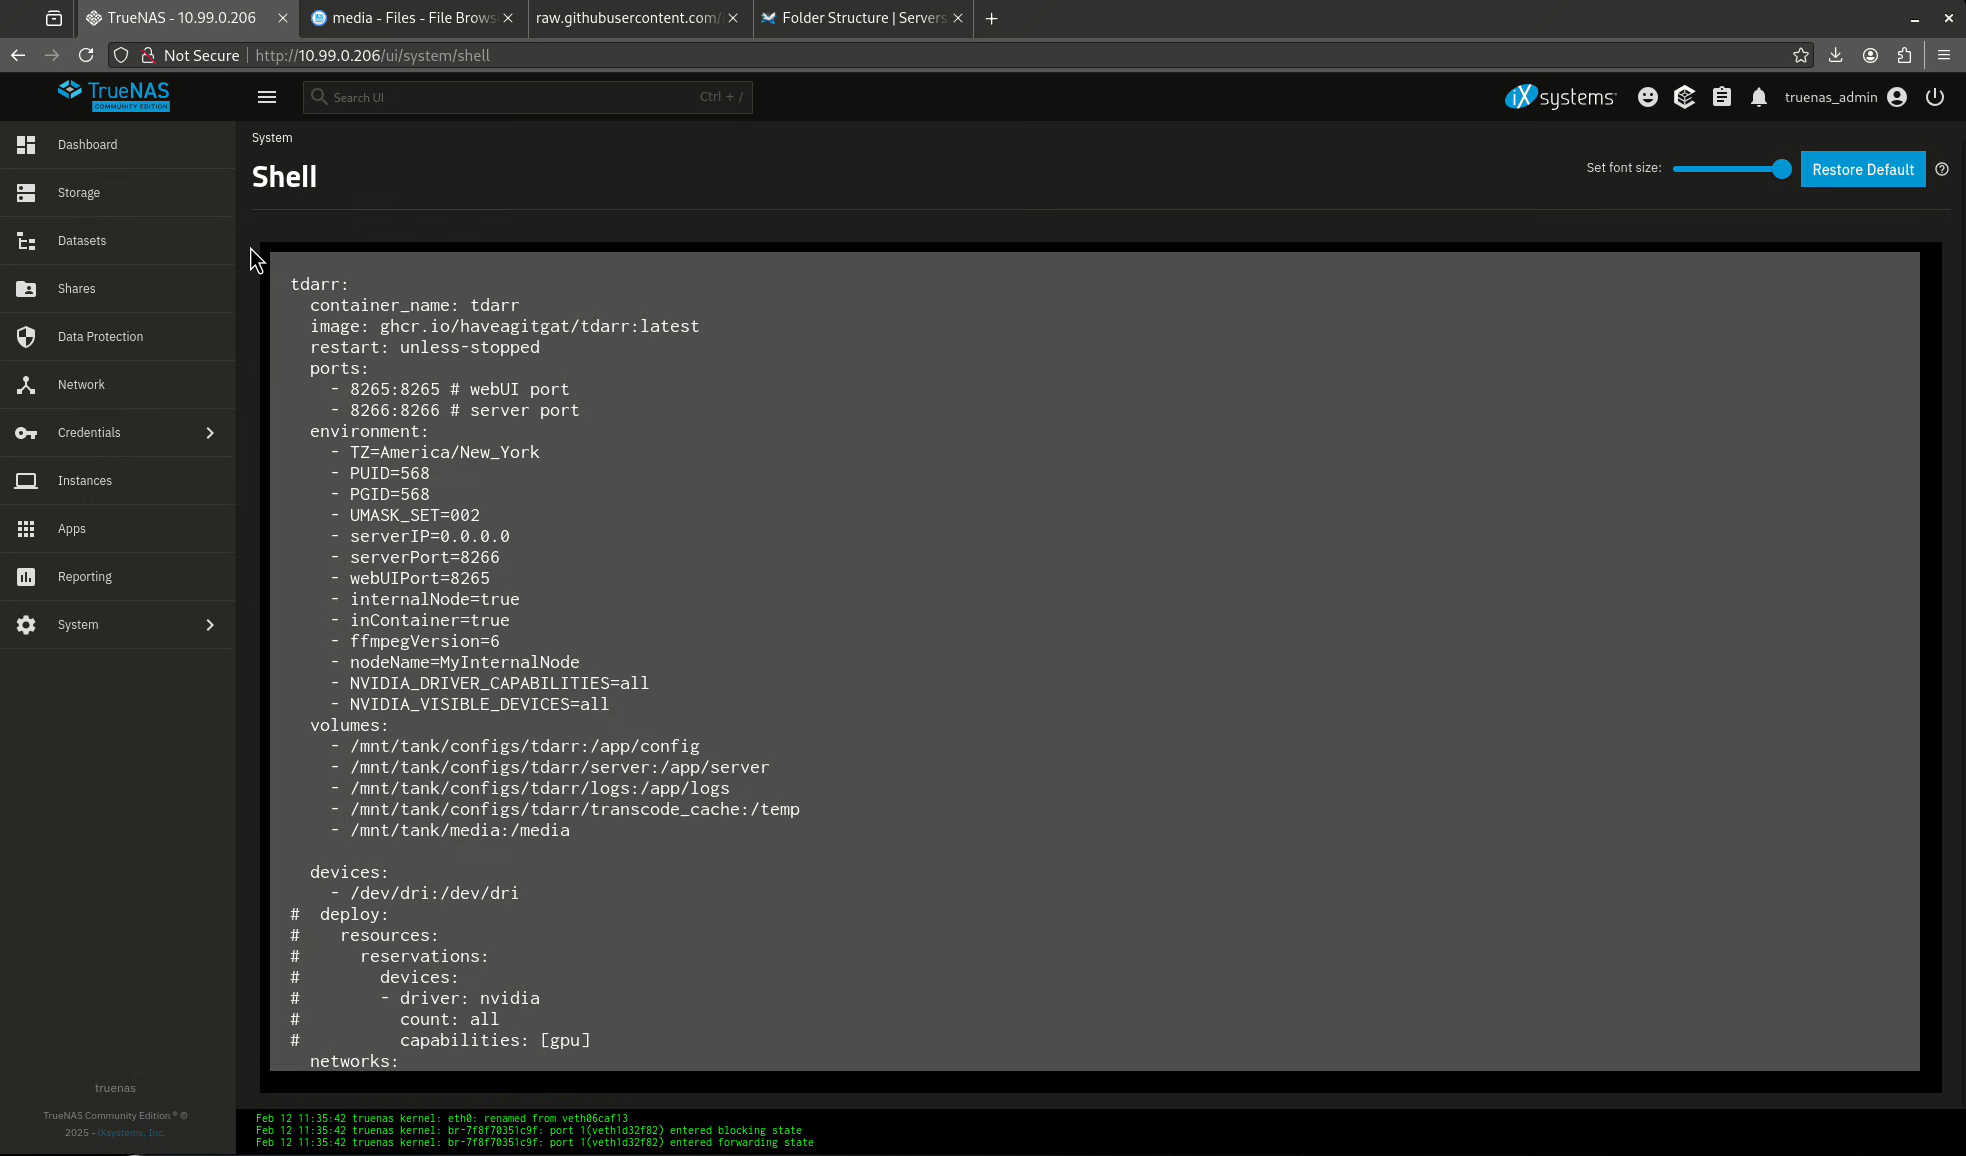 TrueNAS - 10.99.0.206
media - Files - File Brows
raw.githubusercontent.com/
Folder Structure | Servers
Not Secure
http://10.99.0.206/ui/system/shell
TrueNAS
COMMUNITY EDITION
Search UI
Ctrl + /
iXsystems
truenas_admin
Dashboard
Storage
Datasets
Shares
Data Protection
Network
Credentials
Instances
Apps
Reporting
System
truenas
TrueNAS Community Edition ® ©
2025 - iXsystems, Inc.
System
Shell
Set font size:
Restore Default
tdarr:
  container_name: tdarr
  image: ghcr.io/haveagitgat/tdarr:latest
  restart: unless-stopped
  ports:
    - 8265:8265 # webUI port
    - 8266:8266 # server port
  environment:
    - TZ=America/New_York
    - PUID=568
    - PGID=568
    - UMASK_SET=002
    - serverIP=0.0.0.0
    - serverPort=8266
    - webUIPort=8265
    - internalNode=true
    - inContainer=true
    - ffmpegVersion=6
    - nodeName=MyInternalNode
    - NVIDIA_DRIVER_CAPABILITIES=all
    - NVIDIA_VISIBLE_DEVICES=all
  volumes:
    - /mnt/tank/configs/tdarr:/app/config
    - /mnt/tank/configs/tdarr/server:/app/server
    - /mnt/tank/configs/tdarr/logs:/app/logs
    - /mnt/tank/configs/tdarr/transcode_cache:/temp
    - /mnt/tank/media:/media
  devices:
    - /dev/dri:/dev/dri
#  deploy:
#    resources:
#      reservations:
#        devices:
#        - driver: nvidia
#          count: all
#          capabilities: [gpu]
  networks:
Feb 12 11:35:42 truenas kernel: eth0: renamed from veth06caf13
Feb 12 11:35:42 truenas kernel: br-7f8f70351c9f: port 1(veth1d32f82) entered blocking state
Feb 12 11:35:42 truenas kernel: br-7f8f70351c9f: port 1(veth1d32f82) entered forwarding state